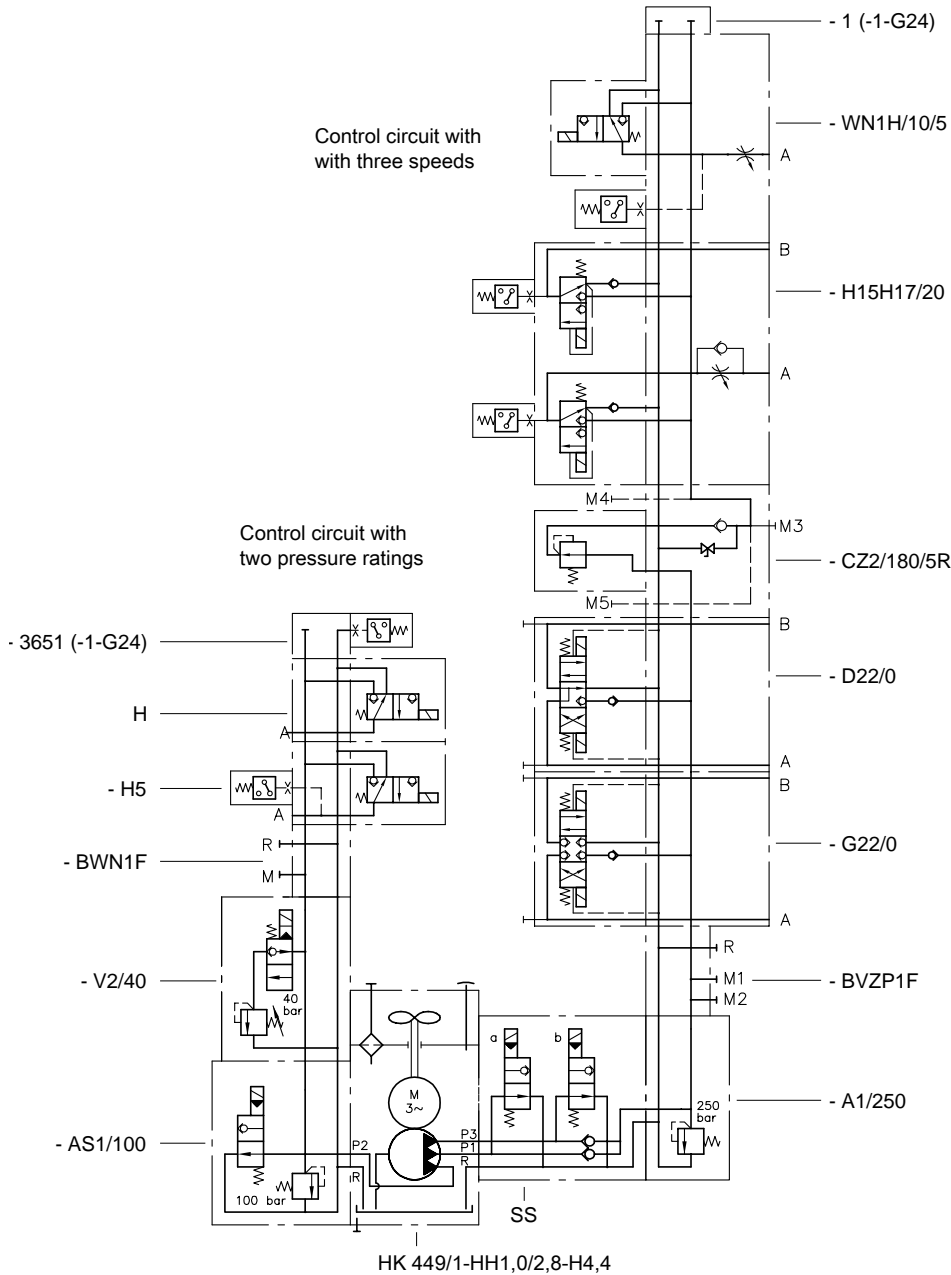 - 1 (-1-G24)
Control circuit with
with three speeds
- WN1H/10/5
A
B
- H15H17/20
A
M4
M3
Control circuit with
two pressure ratings
- CZ2/180/5R
M5
B
- 3651 (-1-G24)
- D22/0
H
A
A
B
- H5
A
R
- G22/0
- BWN1F
M
A
R
- V2/40
M1
- BVZP1F
M2
40
bar
a
b
M
3~
250
bar
- A1/250
- AS1/100
P2
P3
P1
R
R
100 bar
SS
HK 449/1-HH1,0/2,8-H4,4